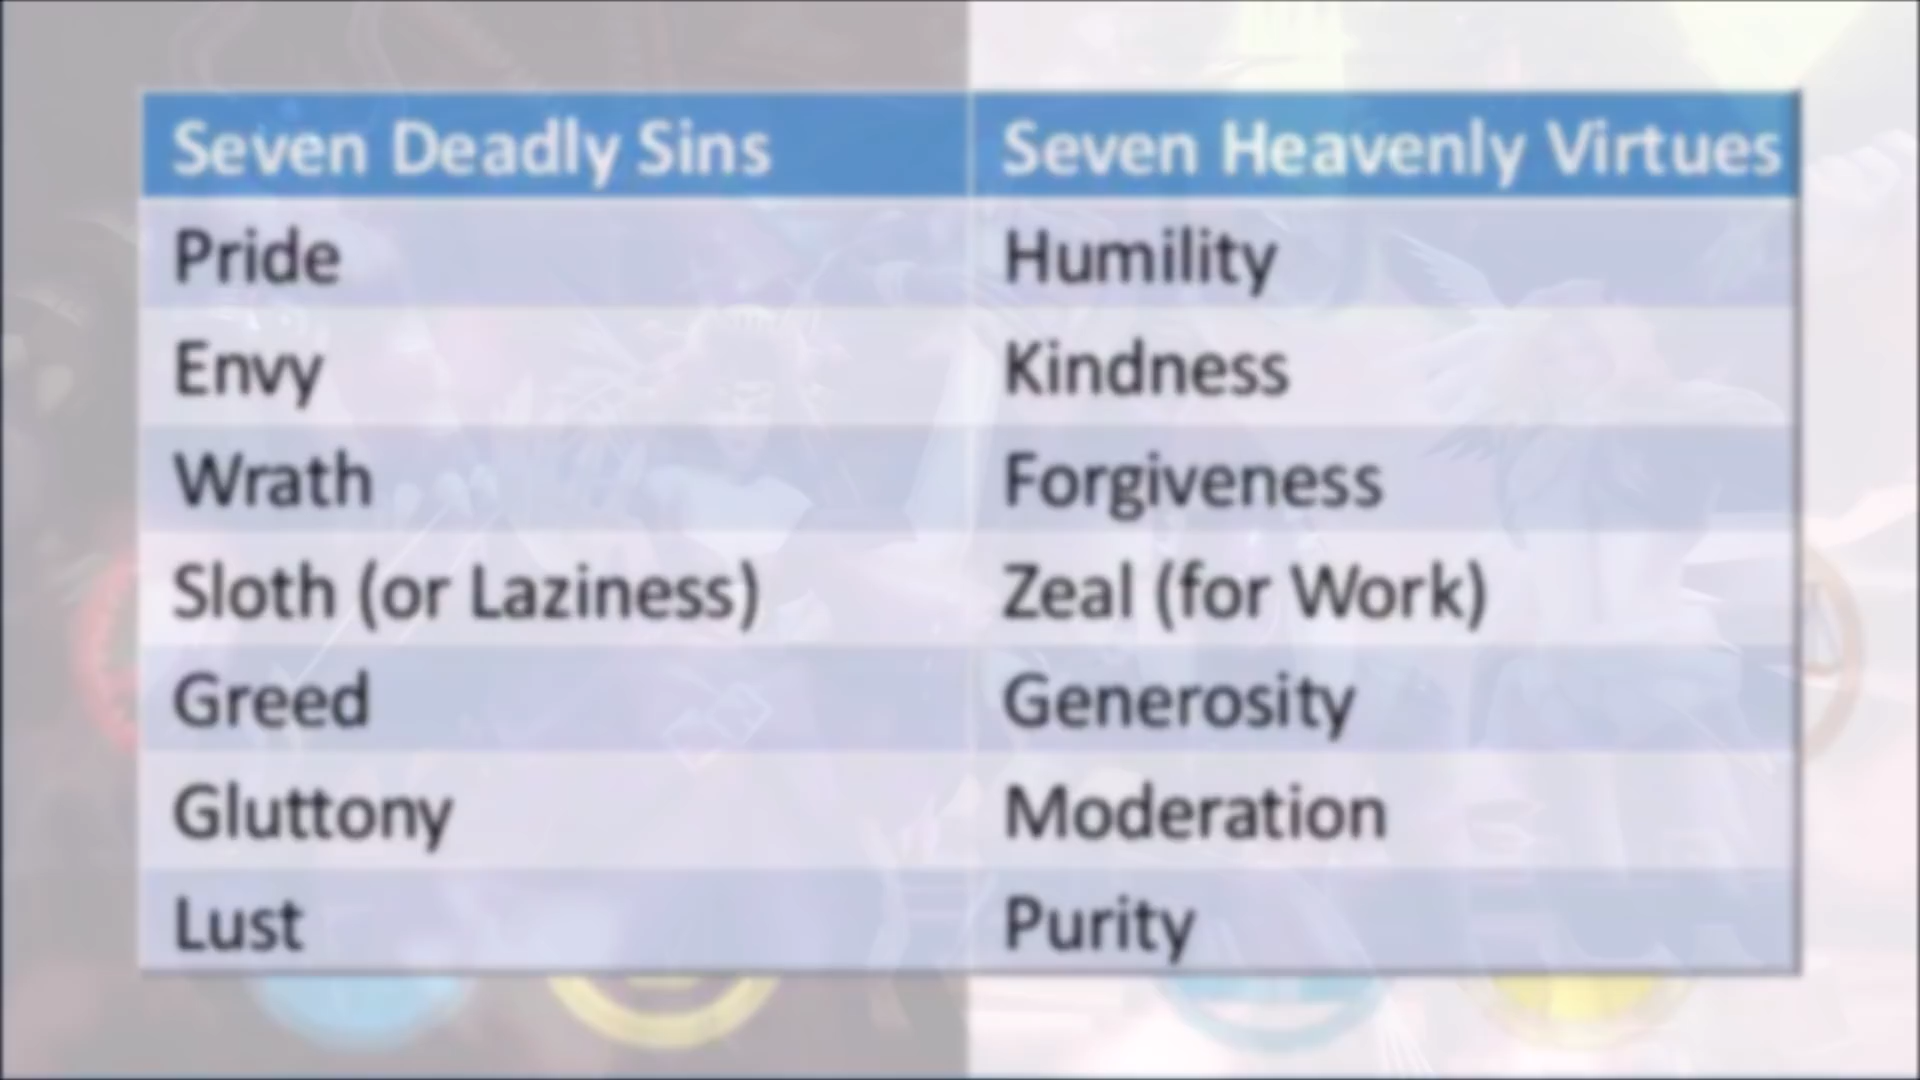 Seven Deadly Sins Seven Heavenly Virtues
Pride Humility
Envy Kindness
Wrath Forgiveness
Sloth (or Laziness) Zeal (for Work)
Greed Generosity
Gluttony Moderation
Lust Purity